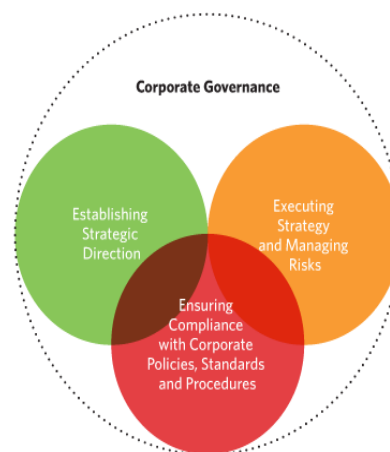 Corporate Governance
Establishing
Strategic
Direction
Executing
Strategy
and Managing
Risks
Ensuring
Compliance
with Corporate
Policies, Standards
and Procedures